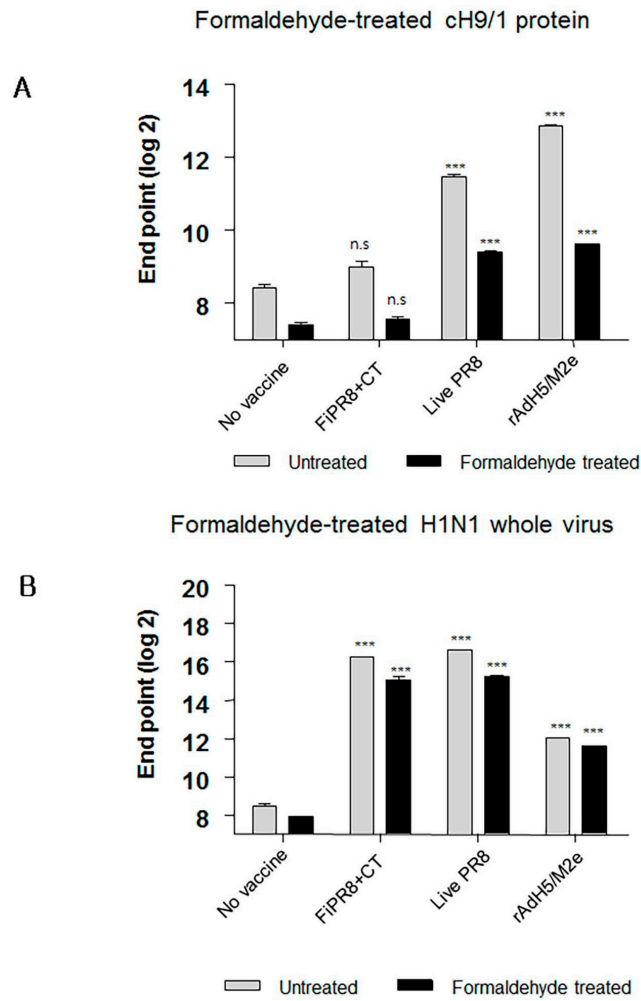 Formaldehyde-treated cH9/1 protein
A
End point (log 2)
14
12
10
8
n.s
n.s
***
***
***
***
No vaccine
FiPR8+CT
Live PR8
rAdH5/M2e
Untreated
Formaldehyde treated
Formaldehyde-treated H1N1 whole virus
B
End point (log 2)
20
18
16
14
12
10
8
***
***
***
***
***
***
No vaccine
FiPR8+CT
Live PR8
rAdH5/M2e
Untreated
Formaldehyde treated